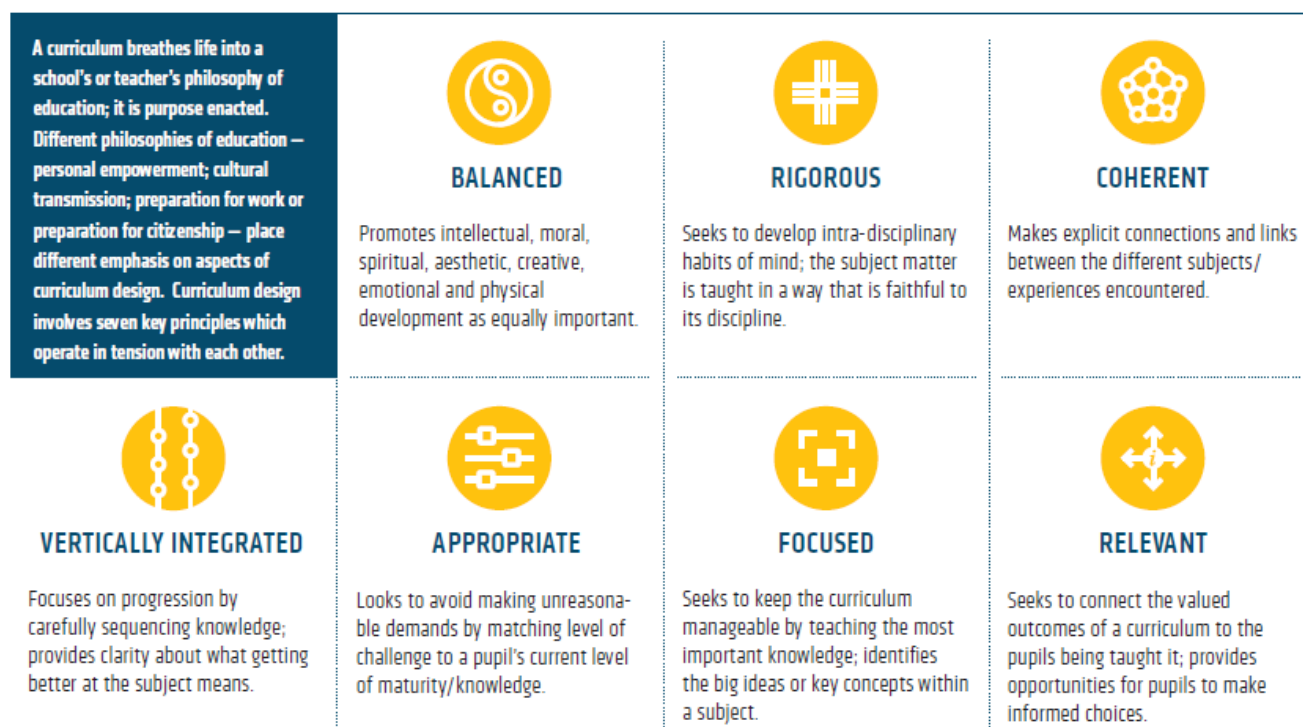 A curriculum breathes life into a
school's or teacher's philosophy of
education; it is purpose enacted.
Different philosophies of education —
personal empowerment; cultural
transmission; preparation for work or
preparation for citizenship — place
different emphasis on aspects of
curriculum design. Curriculum design
involves seven key principles which
operate in tension with each other.
BALANCED
Promotes intellectual, moral,
spiritual, aesthetic, creative,
emotional and physical
development as equally important.
RIGOROUS
Seeks to develop intra-disciplinary
habits of mind; the subject matter
is taught in a way that is faithful to
its discipline.
COHERENT
Makes explicit connections and links
between the different subjects/
experiences encountered.
VERTICALLY INTEGRATED
Focuses on progression by
carefully sequencing knowledge;
provides clarity about what getting
better at the subject means.
APPROPRIATE
Looks to avoid making unreasona-
ble demands by matching level of
challenge to a pupil's current level
of maturity/knowledge.
FOCUSED
Seeks to keep the curriculum
manageable by teaching the most
important knowledge; identifies
the big ideas or key concepts within
a subject.
i
RELEVANT
Seeks to connect the valued
outcomes of a curriculum to the
pupils being taught it; provides
opportunities for pupils to make
informed choices.